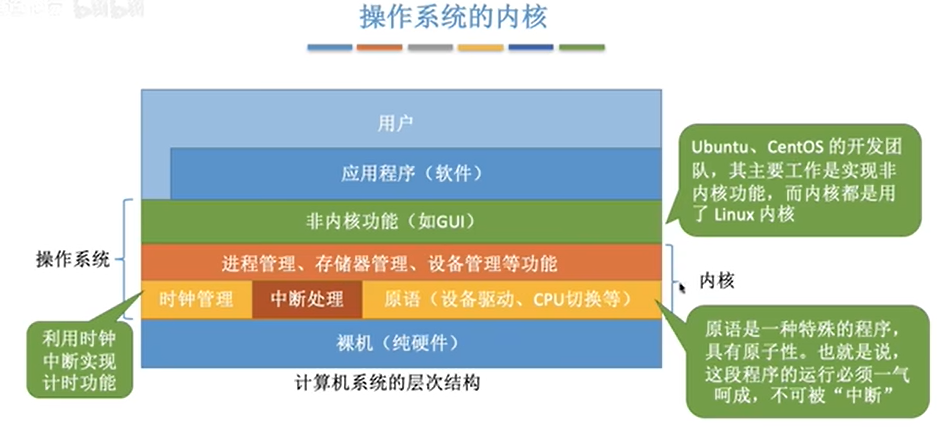 bilibili
操作系统的内核
用户
应用程序（软件）
非内核功能（如GUI）
操作系统
进程管理、存储器管理、设备管理等功能
时钟管理
中断处理
原语（设备驱动、CPU切换等）
内核
裸机（纯硬件）
计算机系统的层次结构
利用时钟
中断实现
计时功能
Ubuntu、CentOS 的开发团
队，其主要工作是实现非
内核功能，而内核都是用
了 Linux 内核
原语是一种特殊的程序，
具有原子性。也就是说，
这段程序的运行必须一气
呵成，不可被“中断”